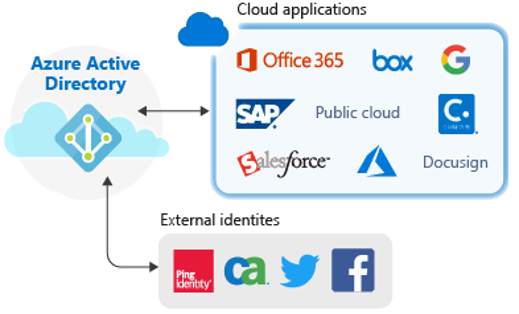 Cloud applications
Azure Active
Directory
Office 365
box
G
SAP
Public cloud
C.
salesforce
Docusign
External identites
Ping
Identity
ca
f